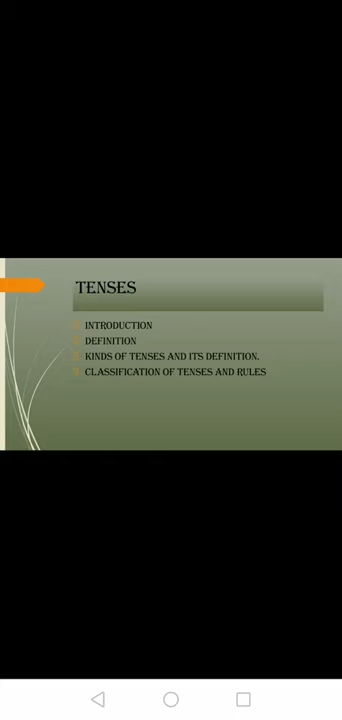 TENSES
INTRODUCTION
DEFINITION
KINDS OF TENSES AND ITS DEFINITION.
CLASSIFICATION OF TENSES AND RULES